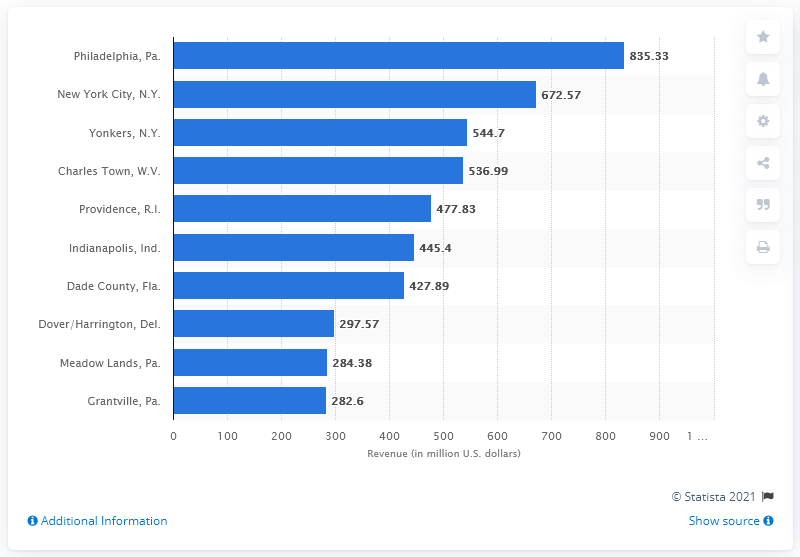 Philadelphia, Pa. 835.33
New York City, N.Y. 672.57
Yonkers, N.Y. 544.7
Charles Town, W.V. 536.99
Providence, R.I. 477.83
Indianapolis, Ind. 445.4
Dade County, Fla. 427.89
Dover/Harrington, Del. 297.57
Meadow Lands, Pa. 284.38
Grantville, Pa. 282.6
0 100 200 300 400 500 600 700 800 900 1 ...
Revenue (in million U.S. dollars)
© Statista 2021
Additional Information Show source